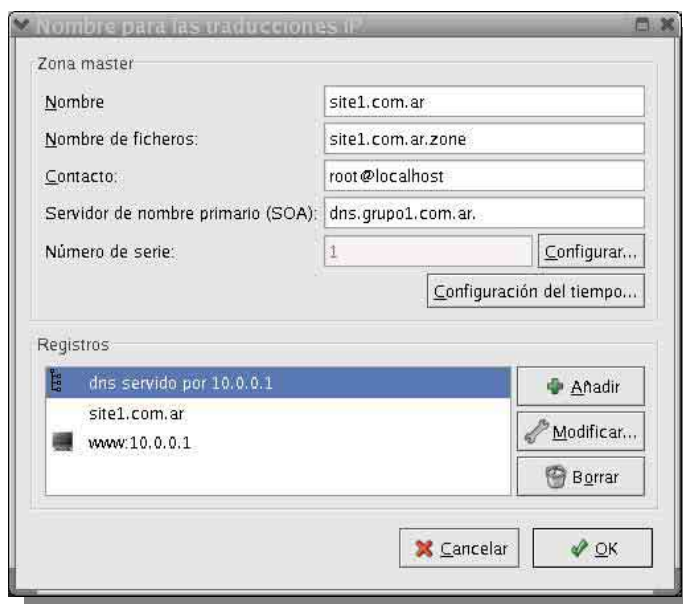 Nombre para las traducciones IP
Zona master
Nombre
site1.com.ar
Nombre de ficheros:
site1.com.ar.zone
Contacto:
root@localhost
Servidor de nombre primario (SOA):
dns.grupo1.com.ar.
Número de serie:
1
Configurar...
Configuración del tiempo...
Registros
dns servido por 10.0.0.1
site1.com.ar
www:10.0.0.1
Añadir
Modificar...
Borrar
Cancelar
OK